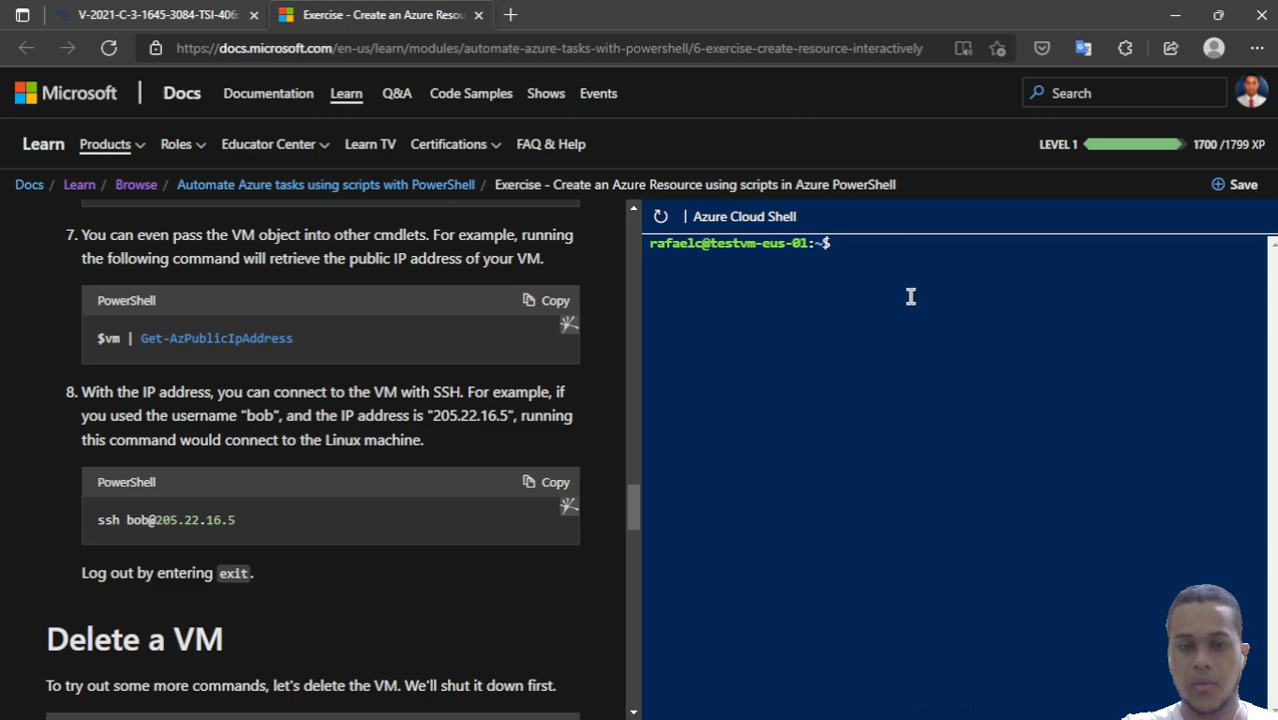 V-2021-C-3-1645-3084-TSI-406
Exercise - Create an Azure Resou
https://docs.microsoft.com/en-us/learn/modules/automate-azure-tasks-with-powershell/6-exercise-create-resource-interactively
Microsoft Docs Documentation Learn Q&A Code Samples Shows Events Search
Learn Products Roles Educator Center Learn TV Certifications FAQ & Help LEVEL 1 1700 /1799 XP
Docs / Learn / Browse / Automate Azure tasks using scripts with PowerShell / Exercise - Create an Azure Resource using scripts in Azure PowerShell Save
7. You can even pass the VM object into other cmdlets. For example, running
the following command will retrieve the public IP address of your VM.
PowerShell Copy
$vm | Get-AzPublicIpAddress
8. With the IP address, you can connect to the VM with SSH. For example, if
you used the username "bob", and the IP address is "205.22.16.5", running
this command would connect to the Linux machine.
PowerShell Copy
ssh bob@205.22.16.5
Log out by entering exit.
Delete a VM
To try out some more commands, let's delete the VM. We'll shut it down first.
| Azure Cloud Shell
rafaelc@testvm-eus-01:~$